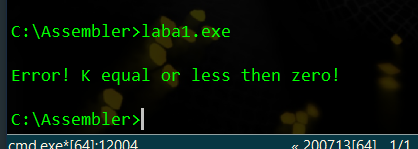 C:\Assembler>laba1.exe
Error! K equal or less then zero!
C:\Assembler>
cmd.exe*[64]:12004 « 200713[64] 1/1